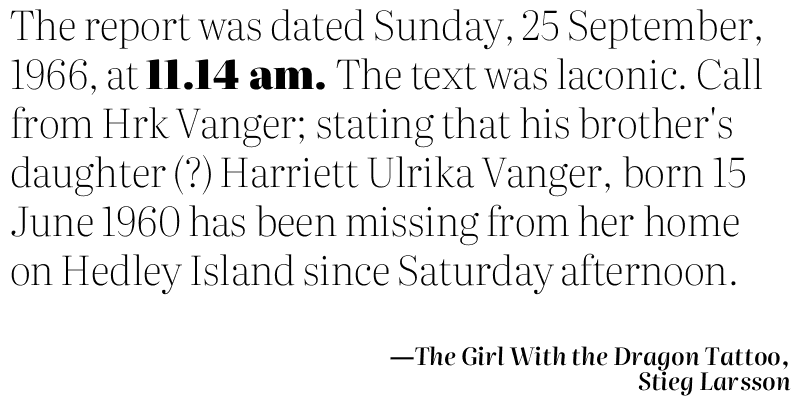 The report was dated Sunday, 25 September,
1966, at 11.14 am. The text was laconic. Call
from Hrk Vanger; stating that his brother's
daughter (?) Harriett Ulrika Vanger, born 15
June 1960 has been missing from her home
on Hedley Island since Saturday afternoon.
—The Girl With the Dragon Tattoo,
Stieg Larsson